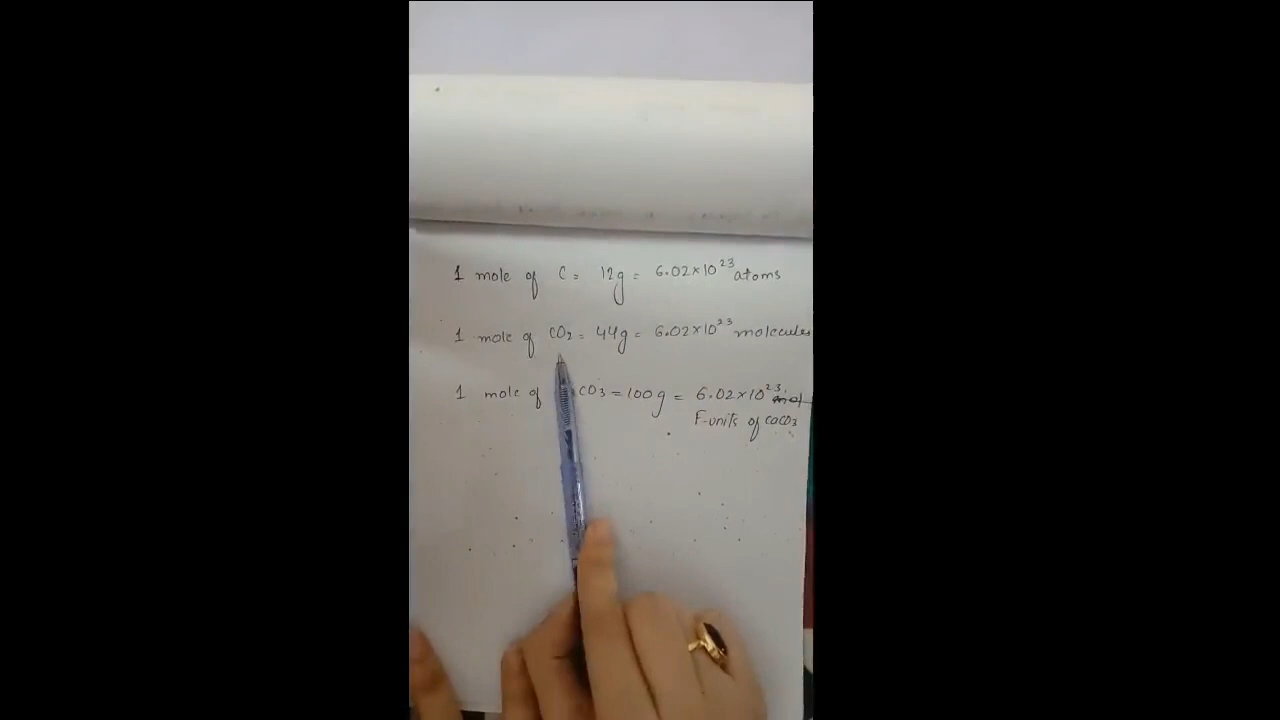 1 mole of C = 12g = 6.02×10²³ atoms
1 mole of CO₂ = 44g = 6.02×10²³ molecules
1 mole of CO₃ = 100g = 6.02×10²³ mol
F-units of CaCO₃